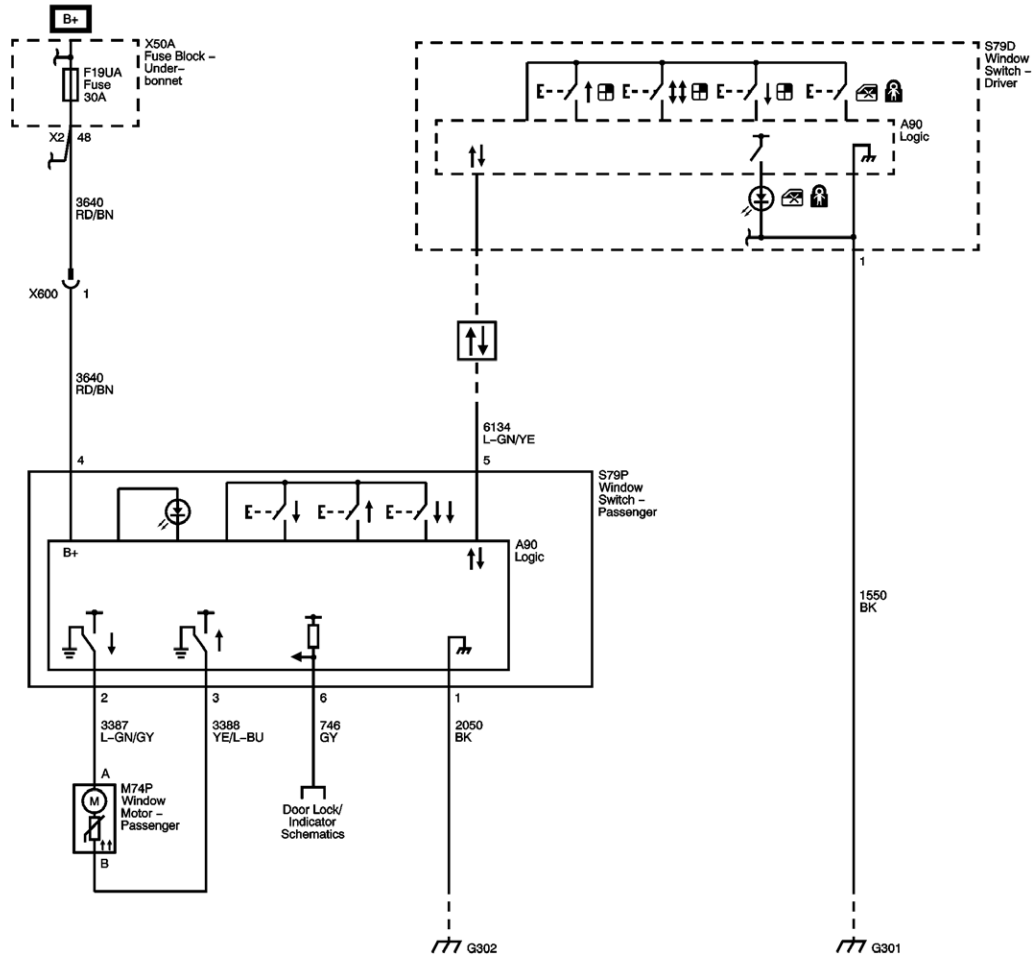 B+
X50A
Fuse Block –
Under–
bonnet
F19UA
Fuse
30A
X2 48
3640
RD/BN
X600 1
3640
RD/BN
4
S79D
Window
Switch –
Driver
E E E E
A90
Logic
1
6134
L–GN/YE
5
S79P
Window
Switch –
Passenger
E E E
B+
A90
Logic
1550
BK
2 3 6 1
3387
L–GN/GY
3388
YE/L–BU
746
GY
2050
BK
A
M
M74P
Window
Motor –
Passenger
B
Door Lock/
Indicator
Schematics
G302
G301